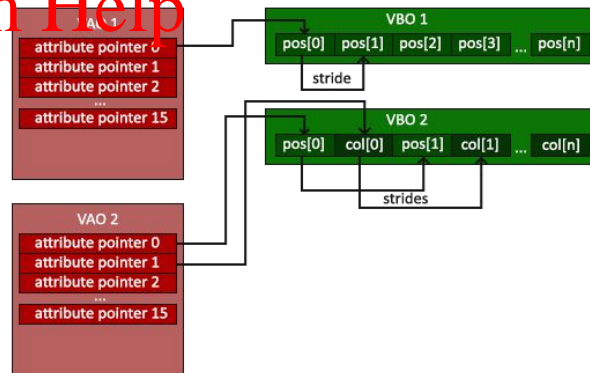 n Help
VAO 1
attribute pointer 0
attribute pointer 1
attribute pointer 2
...
attribute pointer 15
VBO 1
pos[0] pos[1] pos[2] pos[3] ... pos[n]
stride
VBO 2
pos[0] col[0] pos[1] col[1] ... col[n]
strides
VAO 2
attribute pointer 0
attribute pointer 1
attribute pointer 2
...
attribute pointer 15